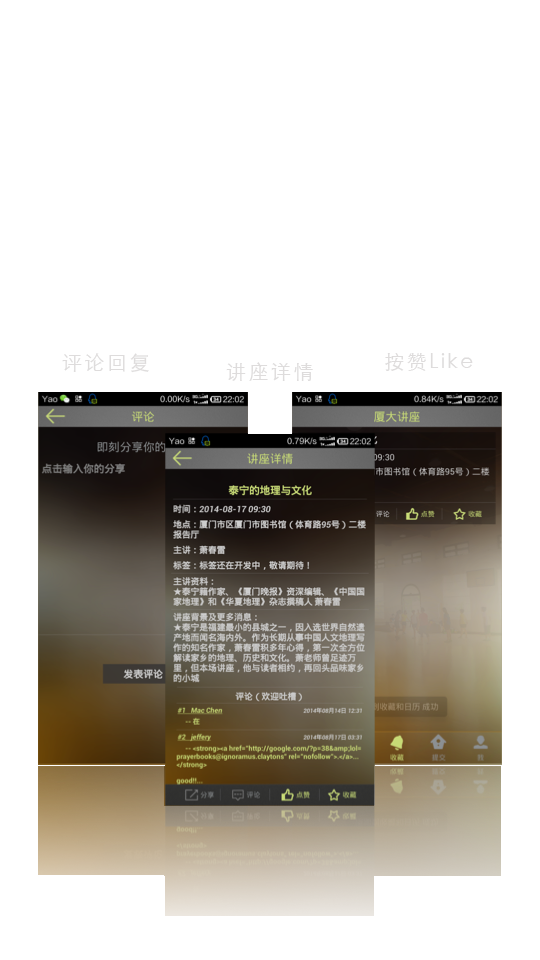 评论回复
讲座详情
按赞Like
Yao
0.00K/s
22:02
评论
即刻分享你的
点击输入你的分享
发表评论
Yao
0.79K/s
22:02
讲座详情
泰宁的地理与文化
时间：2014-08-17 09:30
地点：厦门市区厦门市图书馆（体育路95号）二楼
报告厅
主讲：萧春雷
标签：标签还在开发中，敬请期待！
主讲资料：
★泰宁籍作家、《厦门晚报》资深编辑、《中国国
家地理》和《华夏地理》杂志撰稿人 萧春雷
讲座背景及更多消息：
★泰宁是福建最小的县城之一，因入选世界自然遗
产地而闻名海内外。作为长期从事中国人文地理写
作的知名作家，萧春雷积多年心得，第一次全方位
解读家乡的地理、历史和文化。萧老师曾足迹万
里，但本场讲座，他与读者相约，再回头品味家乡
的小城
评论（欢迎吐槽）
#1 Mac Chen 2014年08月14日 12:31
-- 在
#2 jeffery 2014年08月17日 03:31
-- <strong><a href="http://google.com/?p=38&amp;lol=
prayerbooks@ignoramus.claytons" rel="nofollow">.</a>...
</strong>
good!!...
分享 评论 点赞 收藏
Yao
0.84K/s
22:02
厦大讲座
09:30
市图书馆（体育路95号）二楼
评论 点赞 收藏
收藏和日历 成功
收藏 提交 我